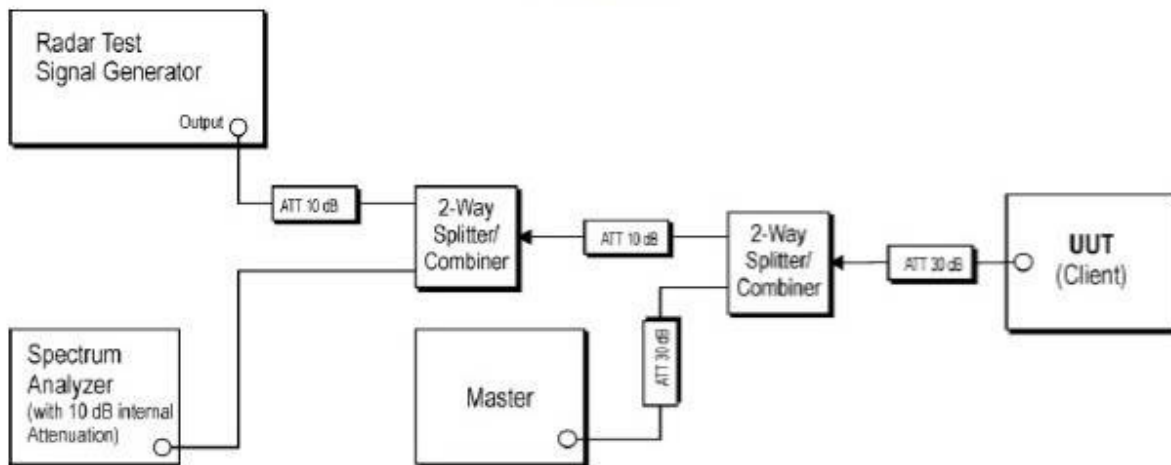 Radar Test
Signal Generator
Output
ATT 10 dB
2-Way
Splitter/
Combiner
ATT 10 dB
2-Way
Splitter/
Combiner
ATT 30 dB
UUT
(Client)
Spectrum
Analyzer
(with 10 dB internal
Attenuation)
Master
ATT 30 dB